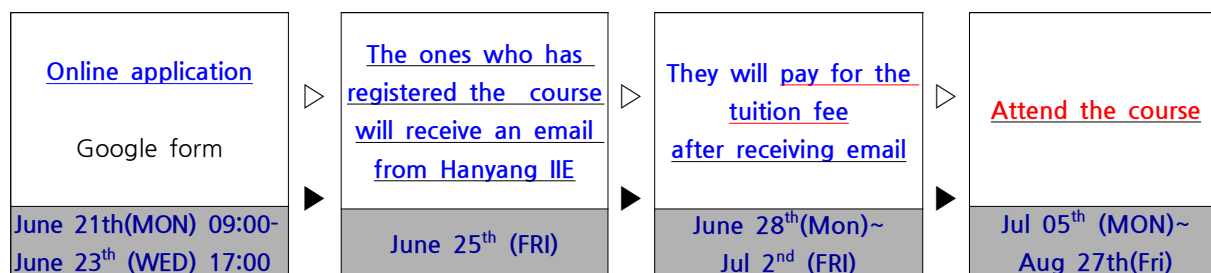 Online application
Google form
June 21th(MON) 09:00-
June 23th (WED) 17:00
The ones who has
registered the course
will receive an email
from Hanyang IIE
June 25th (FRI)
They will pay for the
tuition fee
after receiving email
June 28th(Mon)~
Jul 2nd (FRI)
Attend the course
Jul 05th (MON)~
Aug 27th(Fri)